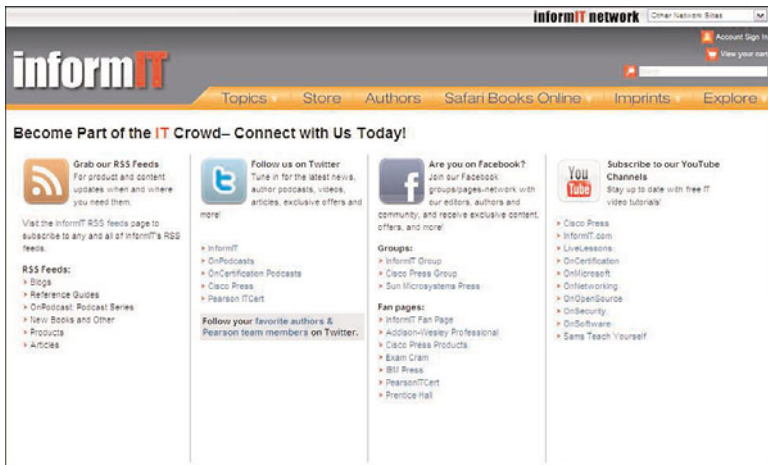 informIT network Other Network Sites
Account Sign In
View your cart
informIT
Topics Store Authors Safari Books Online Imprints Explore
Become Part of the IT Crowd– Connect with Us Today!
Grab our RSS Feeds
For product and content
updates when and where
you need them.
Visit the InformIT RSS feeds page to
subscribe to any and all of InformIT's RSS
feeds.
RSS Feeds:
Blogs
Reference Guides
OnPodcast: Podcast Series
New Books and Other
Products
Articles
Follow us on Twitter
Tune in for the latest news,
author podcasts, videos,
articles, exclusive offers and
more!
InformIT
OnPodcasts
OnCertification Podcasts
Cisco Press
Pearson ITCert
Follow your favorite authors &
Pearson team members on Twitter.
f
Are you on Facebook?
Join our Facebook
groups/pages-network with
our editors, authors and
community, and receive exclusive content,
offers, and more!
Groups:
InformIT Group
Cisco Press Group
Sun Microsystems Press
Fan pages:
InformIT Fan Page
Addison-Wesley Professional
Cisco Press Products
Exam Cram
IBM Press
PearsonITCert
Prentice Hall
You
Tube
Subscribe to our YouTube
Channels
Stay up to date with free IT
video tutorials!
Cisco Press
InformIT.com
LiveLessons
OnCertification
OnMicrosoft
OnNetworking
OnOpenSource
OnSecurity
OnSoftware
Sams Teach Yourself